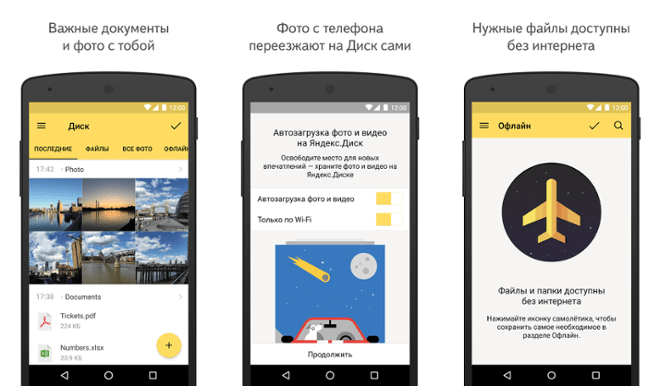 Важные документы
и фото с тобой
12:00
Диск
ПОСЛЕДНИЕ ФАЙЛЫ ВСЕ ФОТО ОФЛАЙН
17:42 · Photo
17:38 · Documents
Tickets.pdf
224 КБ
Numbers.xlsx
20.9 КБ
Фото с телефона
переезжают на Диск сами
12:00
Автозагрузка фото и видео
на Яндекс.Диск
Освободите место для новых
впечатлений — храните фото и видео на
Яндекс.Диске
Автозагрузка фото и видео
Только по Wi-Fi
Продолжить
Нужные файлы доступны
без интернета
12:00
Офлайн
Файлы и папки доступны
без интернета
Нажимайте иконку самолётика, чтобы
сохранить самое необходимое в
разделе Офлайн.